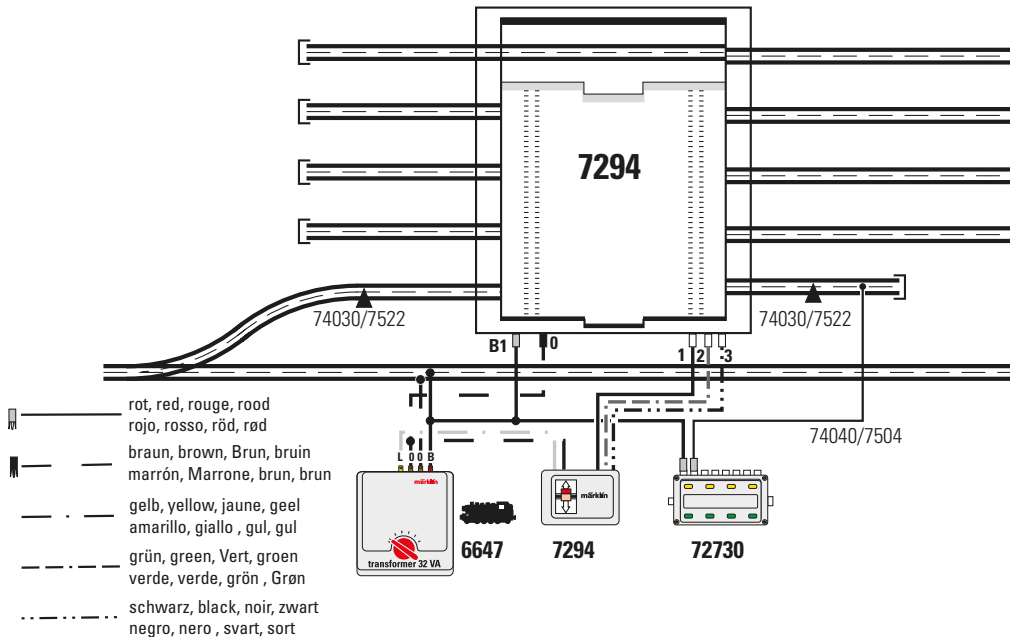 7294
74030/7522
74030/7522
B1
0
1
2
3
rot, red, rouge, rood
rojo, rosso, röd, rød
braun, brown, Brun, bruin
marrón, Marrone, brun, brun
gelb, yellow, jaune, geel
amarillo, giallo , gul, gul
grün, green, Vert, groen
verde, verde, grön , Grøn
schwarz, black, noir, zwart
negro, nero , svart, sort
74040/7504
L 0 0 B
märklin
transformer 32 VA
6647
märklin
7294
72730